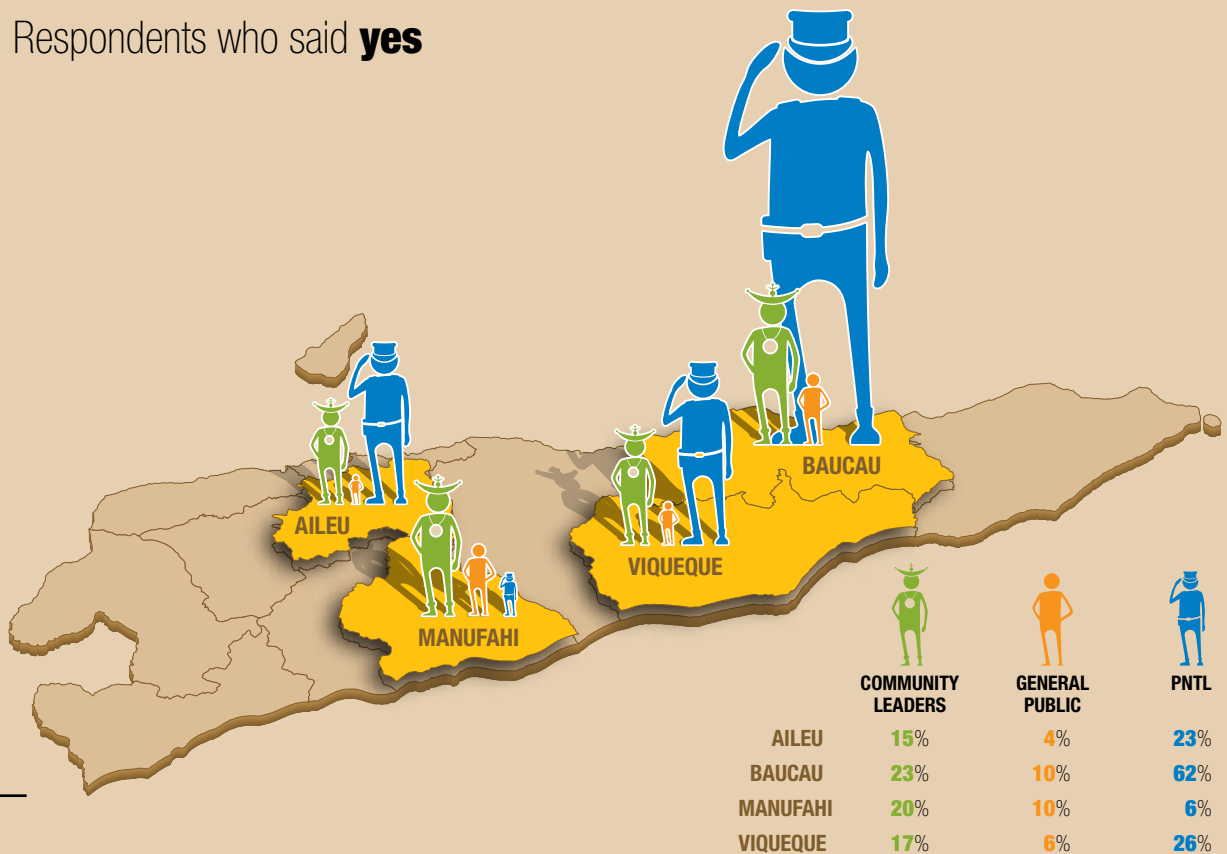 Respondents who said yes
BAUCAU
AILEU
VIQUEQUE
MANUFAHI
COMMUNITY LEADERS GENERAL PUBLIC PNTL
AILEU 15% 4% 23%
BAUCAU 23% 10% 62%
MANUFAHI 20% 10% 6%
VIQUEQUE 17% 6% 26%